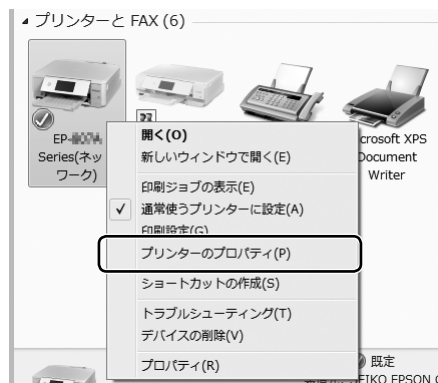 プリンターと FAX (6)
EP-
Series(ネッ
ワーク)
crosoft XPS
Document
Writer
開く(O)
新しいウィンドウで開く(E)
印刷ジョブの表示(E)
通常使うプリンターに設定(A)
印刷設定(G)
プリンターのプロパティ(P)
ショートカットの作成(S)
トラブルシューティング(T)
デバイスの削除(V)
プロパティ(R)
既定
EIKO EPSON